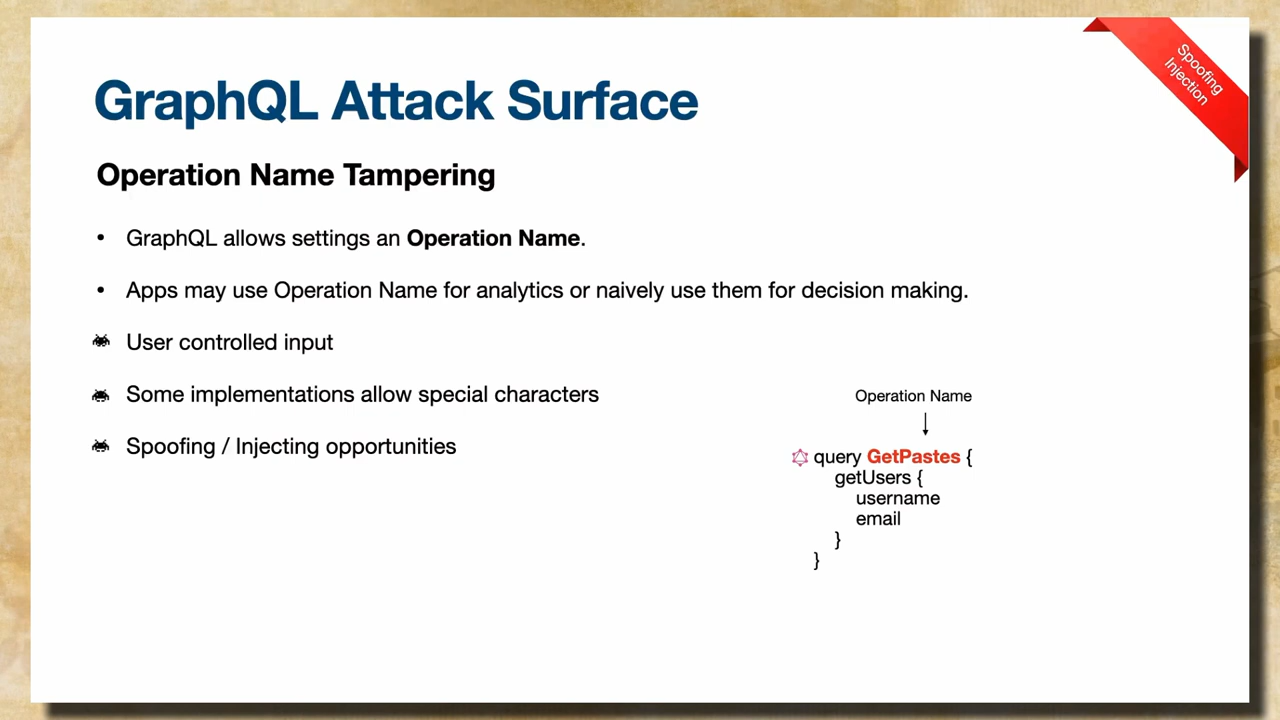 Spoofing
Injection
GraphQL Attack Surface
Operation Name Tampering
• GraphQL allows settings an Operation Name.
• Apps may use Operation Name for analytics or naively use them for decision making.
User controlled input
Some implementations allow special characters
Spoofing / Injecting opportunities
Operation Name
query GetPastes {
getUsers {
username
email
}
}